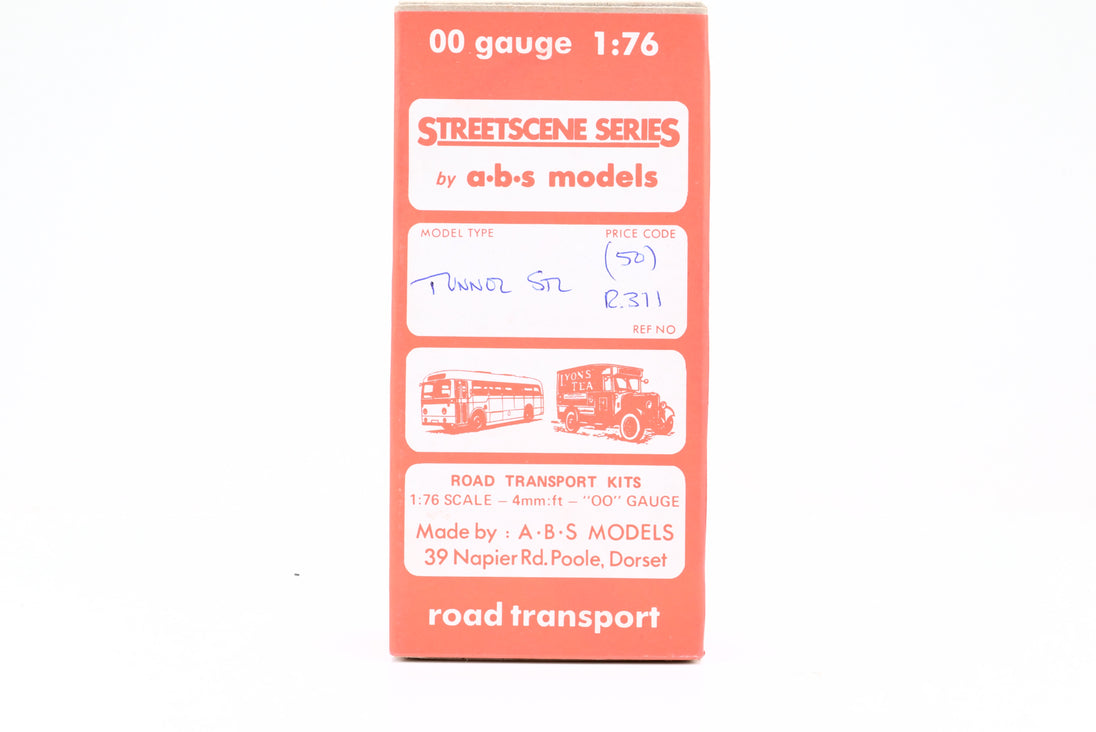 00 gauge 1:76
STREETSCENE SERIES
by a·b·s models
MODEL TYPE PRICE CODE
(50)
TUNNEL STL
R.311
REF NO
LYONS'
TEA
ROAD TRANSPORT KITS
1:76 SCALE – 4mm:ft – "OO" GAUGE
Made by : A·B·S MODELS
39 Napier Rd. Poole, Dorset
road transport